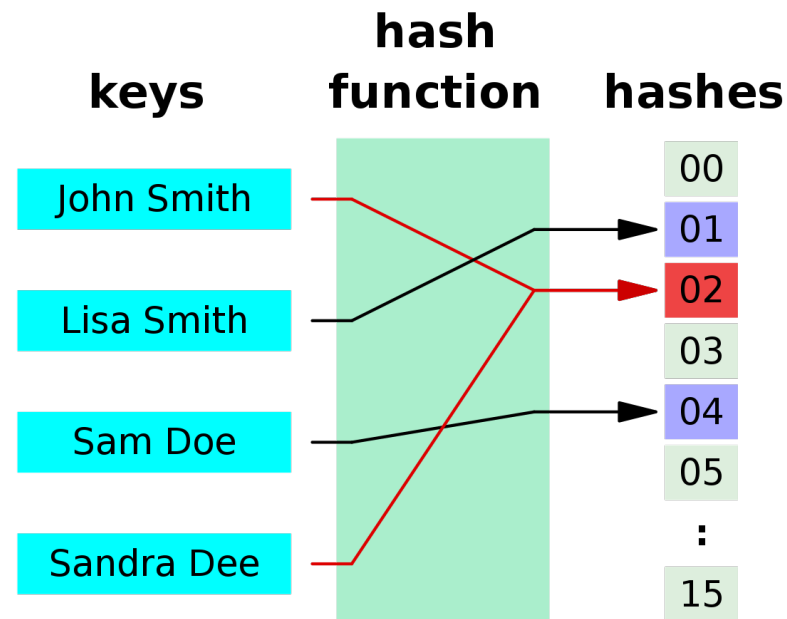 hash
keys function hashes
John Smith
Lisa Smith
Sam Doe
Sandra Dee
00
01
02
03
04
05
:
15